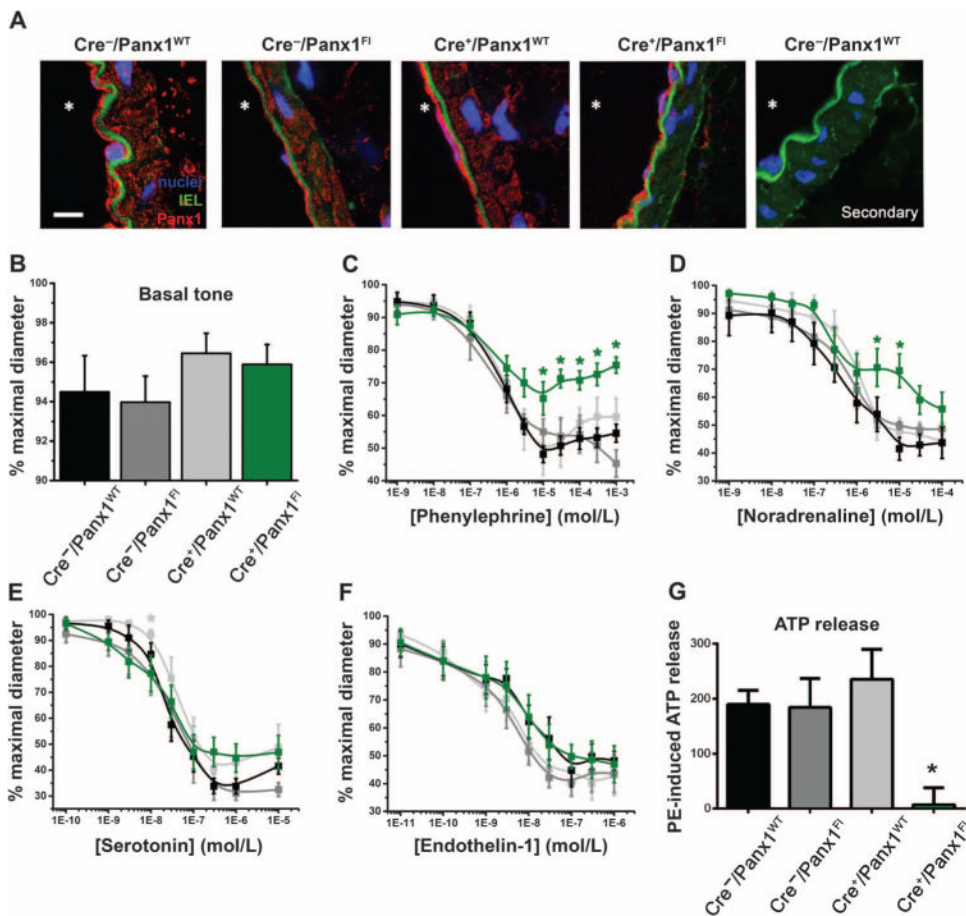 A
Cre⁻/Panx1ᵂᵀ Cre⁻/Panx1ᶠˡ Cre⁺/Panx1ᵂᵀ Cre⁺/Panx1ᶠˡ Cre⁻/Panx1ᵂᵀ
* * * * *
nuclei
IEL
Panx1
Secondary
B
Basal tone
% maximal diameter
100
98
96
94
92
90
Cre⁻/Panx1ᵂᵀ
Cre⁻/Panx1ᶠˡ
Cre⁺/Panx1ᵂᵀ
Cre⁺/Panx1ᶠˡ
C
% maximal diameter
100
90
80
70
60
50
40
* * * * *
1E-9 1E-8 1E-7 1E-6 1E-5 1E-4 1E-3
[Phenylephrine] (mol/L)
D
% maximal diameter
100
90
80
70
60
50
40
30
* *
1E-9 1E-8 1E-7 1E-6 1E-5 1E-4
[Noradrenaline] (mol/L)
E
% maximal diameter
100
90
80
70
60
50
40
30
*
1E-10 1E-9 1E-8 1E-7 1E-6 1E-5
[Serotonin] (mol/L)
F
% maximal diameter
100
90
80
70
60
50
40
30
1E-11 1E-10 1E-9 1E-8 1E-7 1E-6
[Endothelin-1] (mol/L)
G
ATP release
PE-induced ATP release
300
200
100
0
*
Cre⁻/Panx1ᵂᵀ
Cre⁻/Panx1ᶠˡ
Cre⁺/Panx1ᵂᵀ
Cre⁺/Panx1ᶠˡ